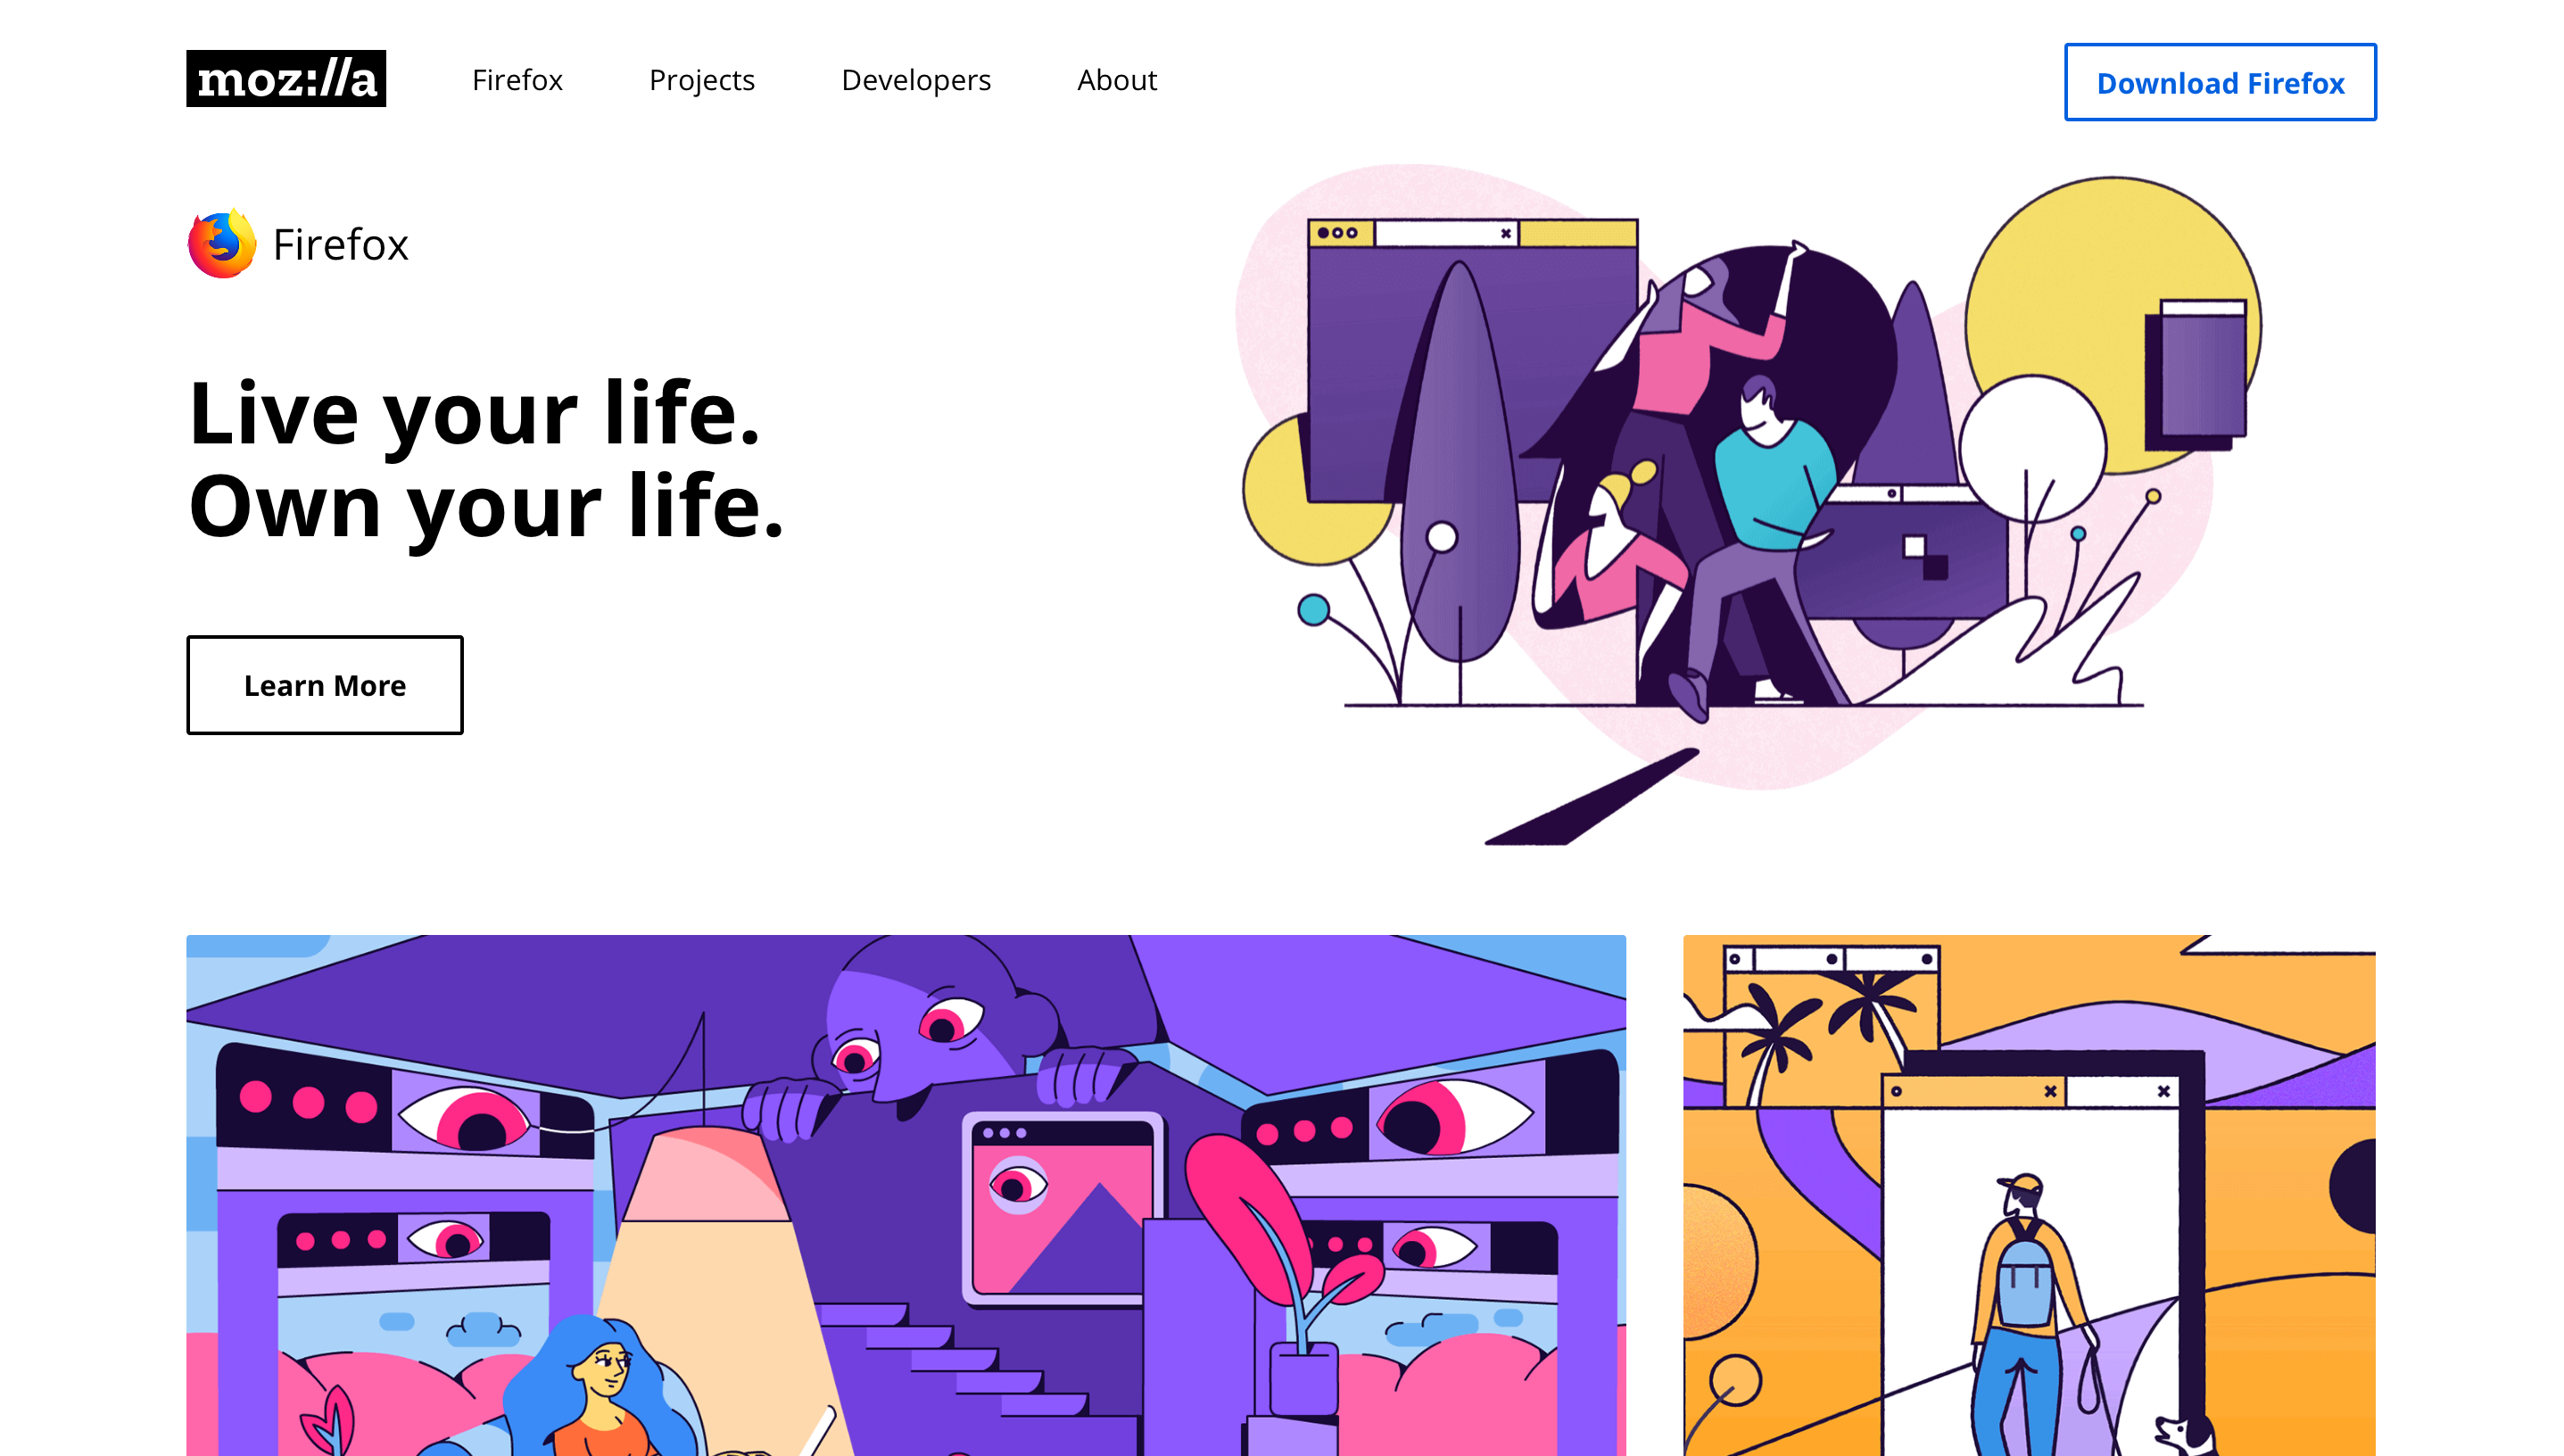 moz://a
Firefox
Projects
Developers
About
Download Firefox
Firefox
Live your life.
Own your life.
Learn More